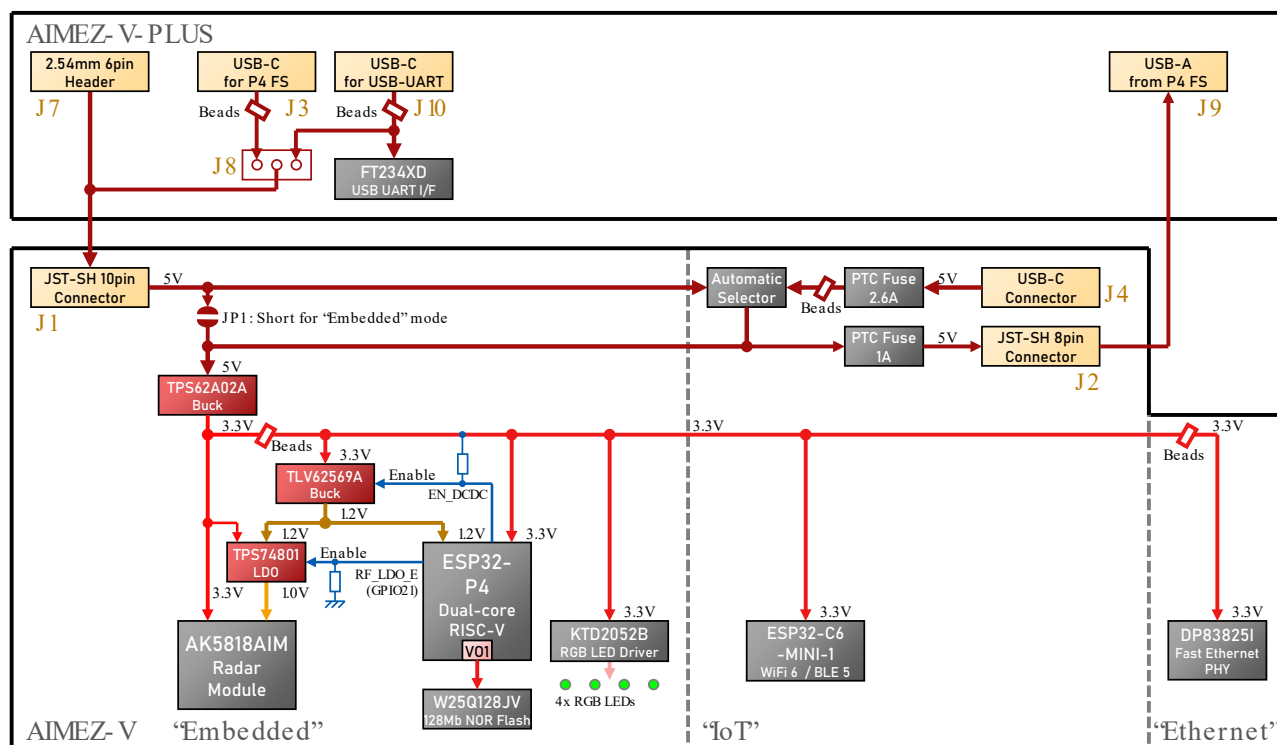 AIMEZ-V-PLUS
2.54mm 6pin
Header
J7
USB-C
for P4 FS
Beads
J3
USB-C
for USB-UART
Beads
J10
USB-A
from P4 FS
J9
J8
FT234XD
USB UART I/F
JST-SH 10pin
Connector
J1
5V
JP1: Short for “Embedded” mode
Automatic
Selector
Beads
PTC Fuse
2.6A
5V
USB-C
Connector
J4
PTC Fuse
1A
5V
JST-SH 8pin
Connector
J2
5V
TPS62A02A
Buck
3.3V
Beads
3.3V
3.3V
Beads
3.3V
TLV62569A
Buck
Enable
EN_DCDC
1.2V
1.2V
1.2V
3.3V
TPS74801
LDO
Enable
RF_LDO_E
(GPIO21)
3.3V
1.0V
ESP32-
P4
Dual-core
RISC-V
VO1
AK5818AIM
Radar
Module
W25Q128JV
128Mb NOR Flash
3.3V
KTD2052B
RGB LED Driver
4x RGB LEDs
3.3V
ESP32-C6
-MINI-1
WiFi 6 / BLE 5
3.3V
DP83825I
Fast Ethernet
PHY
AIMEZ-V
“Embedded”
“IoT”
“Ethernet”